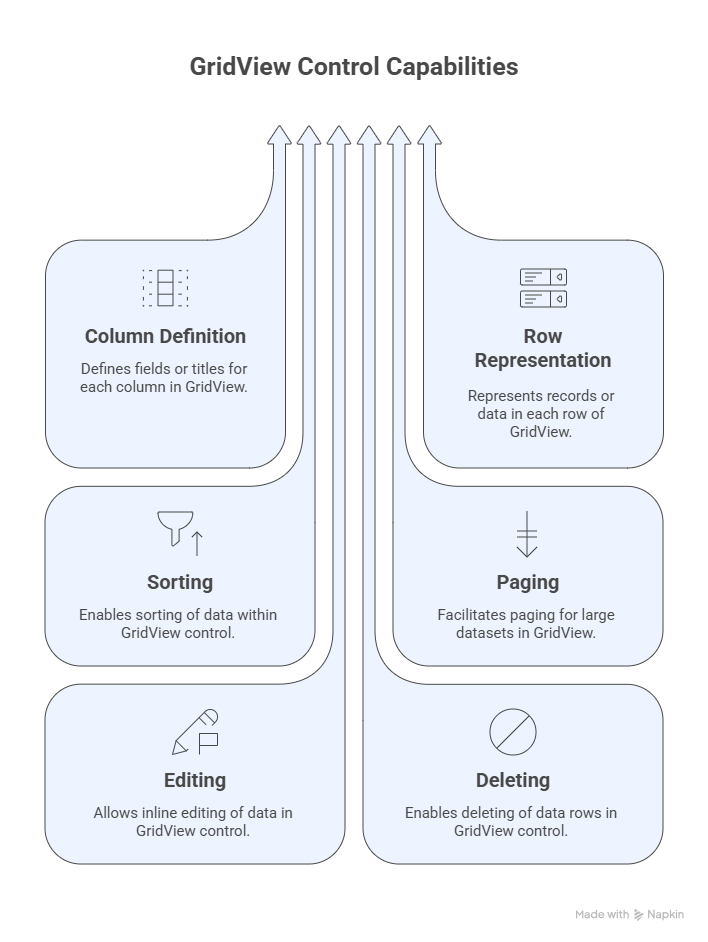 GridView Control Capabilities
Column Definition
Defines fields or titles for
each column in GridView.
Row
Representation
Represents records or
data in each row of
GridView.
Sorting
Enables sorting of data within
GridView control.
Paging
Facilitates paging for large
datasets in GridView.
Editing
Allows inline editing of data in
GridView control.
Deleting
Enables deleting of data rows in
GridView control.
Made with Napkin